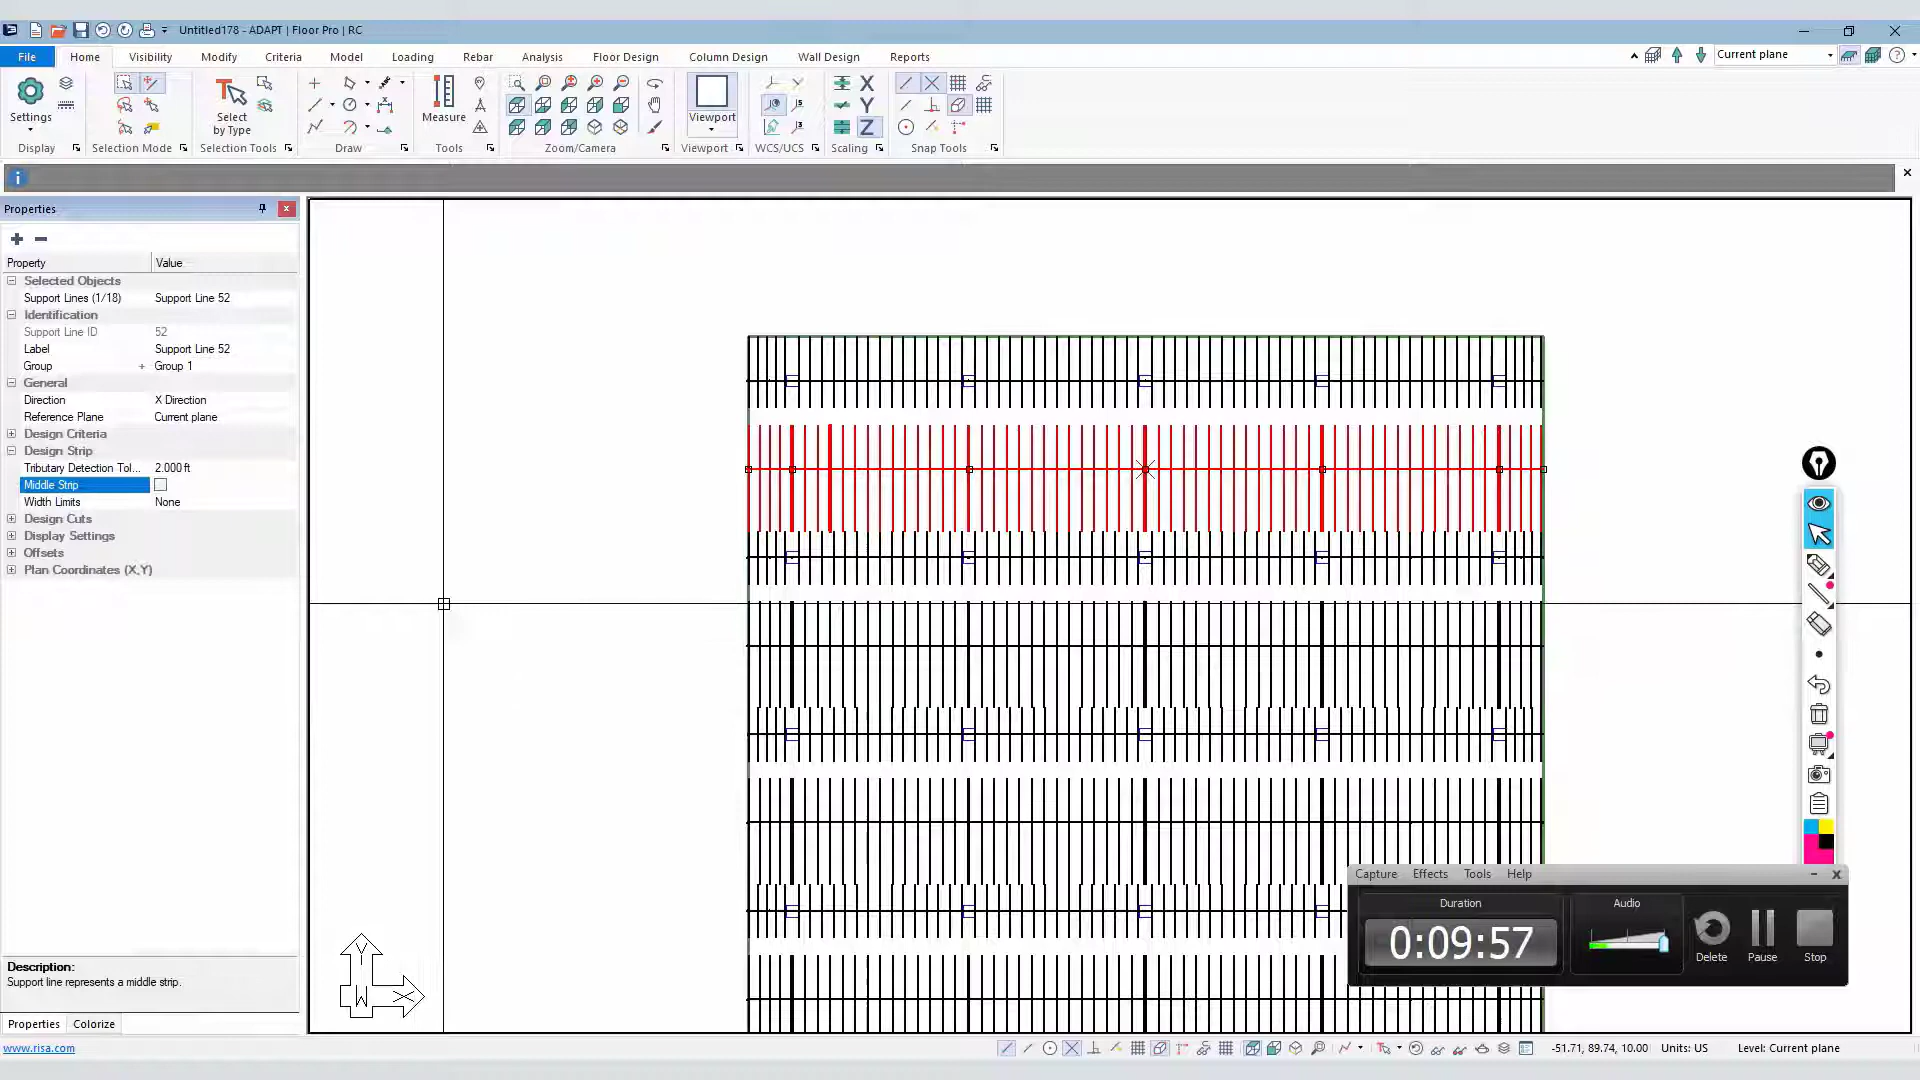 Untitled178 - ADAPT | Floor Pro | RC
File Home Visibility Modify Criteria Model Loading Rebar Analysis Floor Design Column Design Wall Design Reports
Current plane
Settings
Select
by Type
Measure
Viewport
X
Y
Z
Display Selection Mode Selection Tools Draw Tools Zoom/Camera Viewport WCS/UCS Scaling Snap Tools
Properties
Property Value
Selected Objects
Support Lines (1/18) Support Line 52
Identification
Support Line ID 52
Label Support Line 52
Group + Group 1
General
Direction X Direction
Reference Plane Current plane
Design Criteria
Design Strip
Tributary Detection Tol... 2.000 ft
Middle Strip
Width Limits None
Design Cuts
Display Settings
Offsets
Plan Coordinates (X,Y)
Description:
Support line represents a middle strip.
Properties Colorize
www.risa.com
Y
W X
Capture Effects Tools Help
Duration Audio
0:09:57
Delete Pause Stop
-51.71, 89.74, 10.00 Units: US Level: Current plane